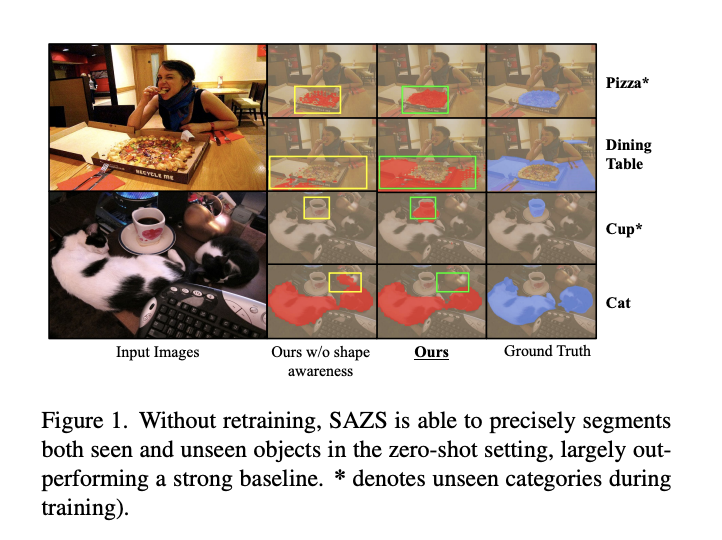 RECYCLE ME
Pizza*
Dining
Table
Cup*
Cat
Input Images
Ours w/o shape
awareness
Ours
Ground Truth
Figure 1. Without retraining, SAZS is able to precisely segments
both seen and unseen objects in the zero-shot setting, largely out-
performing a strong baseline. * denotes unseen categories during
training).